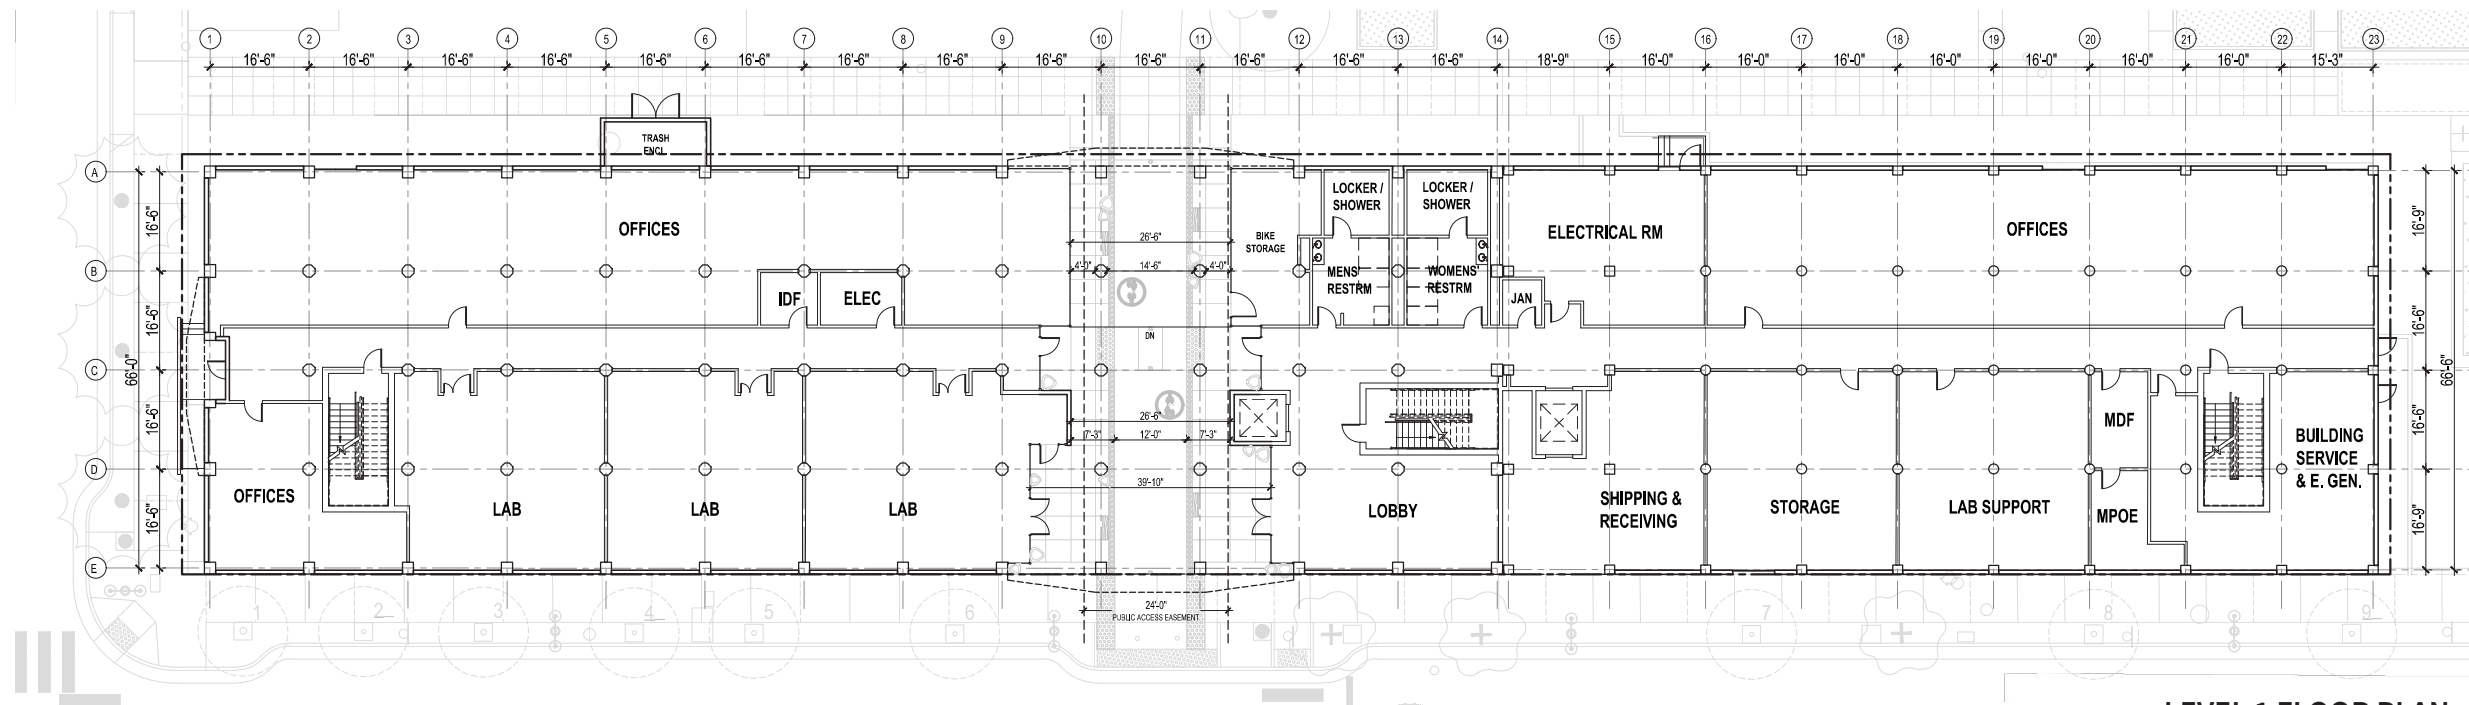 1 2 3 4 5 6 7 8 9 10 11 12 13 14 15 16 17 18 19 20 21 22 23
16'-6" 16'-6" 16'-6" 16'-6" 16'-6" 16'-6" 16'-6" 16'-6" 16'-6" 16'-6" 16'-6" 16'-6" 16'-6" 18'-9" 16'-0" 16'-0" 16'-0" 16'-0" 16'-0" 16'-0" 16'-0" 15'-3"
TRASH
ENCL
A
B
C
D
E
16'-6"
16'-6"
16'-6"
16'-6"
66'-0"
OFFICES
IDF
ELEC
OFFICES
LAB
LAB
LAB
26'-6"
4'-0" 14'-6" 4'-0"
DN
26'-6"
7'-3" 12'-0" 7'-3"
39'-10"
24'-0"
PUBLIC ACCESS EASEMENT
BIKE
STORAGE
LOCKER /
SHOWER
LOCKER /
SHOWER
MENS'
RESTRM
WOMENS'
RESTRM
JAN
ELECTRICAL RM
OFFICES
LOBBY
SHIPPING &
RECEIVING
STORAGE
LAB SUPPORT
MDF
MPOE
BUILDING
SERVICE
& E. GEN.
16'-9"
16'-6"
16'-6"
16'-9"
66'-6"
1 2 3 4 5 6 7 8 9
LEVEL 1 FLOOR PLAN